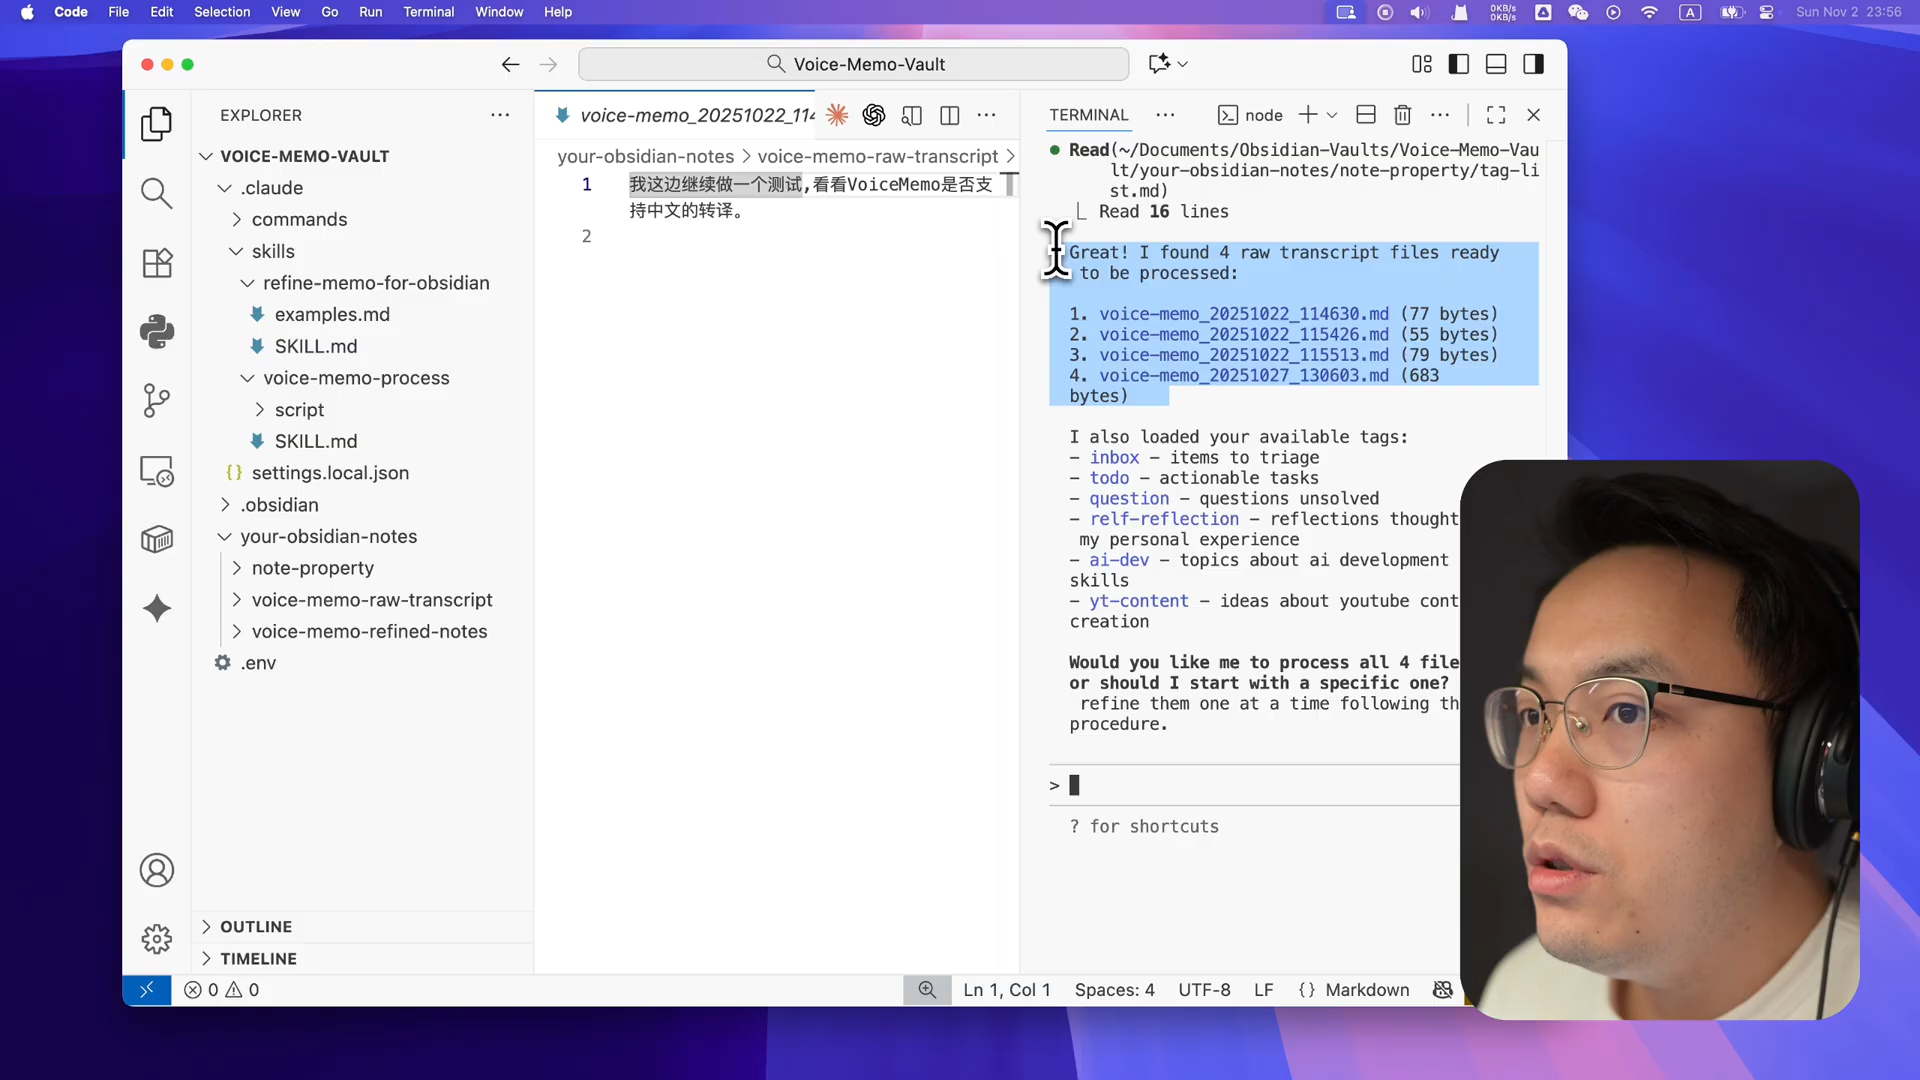 Code File Edit Selection View Go Run Terminal Window Help
0KB/s
0KB/s
A
Sun Nov 2 23:56
Voice-Memo-Vault
EXPLORER
VOICE-MEMO-VAULT
.claude
commands
skills
refine-memo-for-obsidian
examples.md
SKILL.md
voice-memo-process
script
SKILL.md
{} settings.local.json
.obsidian
your-obsidian-notes
note-property
voice-memo-raw-transcript
voice-memo-refined-notes
.env
OUTLINE
TIMELINE
voice-memo_20251022_114
your-obsidian-notes > voice-memo-raw-transcript >
1 我这边继续做一个测试,看看VoiceMemo是否支
持中文的转译。
2
TERMINAL
node
Read(~/Documents/Obsidian-Vaults/Voice-Memo-Vau
lt/your-obsidian-notes/note-property/tag-li
st.md)
Read 16 lines
Great! I found 4 raw transcript files ready
to be processed:
1. voice-memo_20251022_114630.md (77 bytes)
2. voice-memo_20251022_115426.md (55 bytes)
3. voice-memo_20251022_115513.md (79 bytes)
4. voice-memo_20251027_130603.md (683
bytes)
I also loaded your available tags:
- inbox - items to triage
- todo - actionable tasks
- question - questions unsolved
- relf-reflection - reflections thought
my personal experience
- ai-dev - topics about ai development
skills
- yt-content - ideas about youtube cont
creation
Would you like me to process all 4 file
or should I start with a specific one?
refine them one at a time following th
procedure.
>
? for shortcuts
0 0
Ln 1, Col 1 Spaces: 4 UTF-8 LF {} Markdown